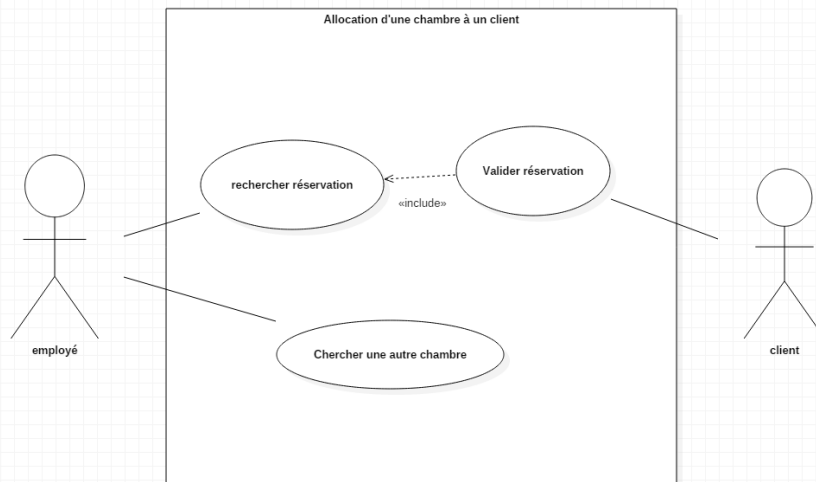 Allocation d'une chambre à un client
rechercher réservation
Valider réservation
«include»
employé
client
Chercher une autre chambre